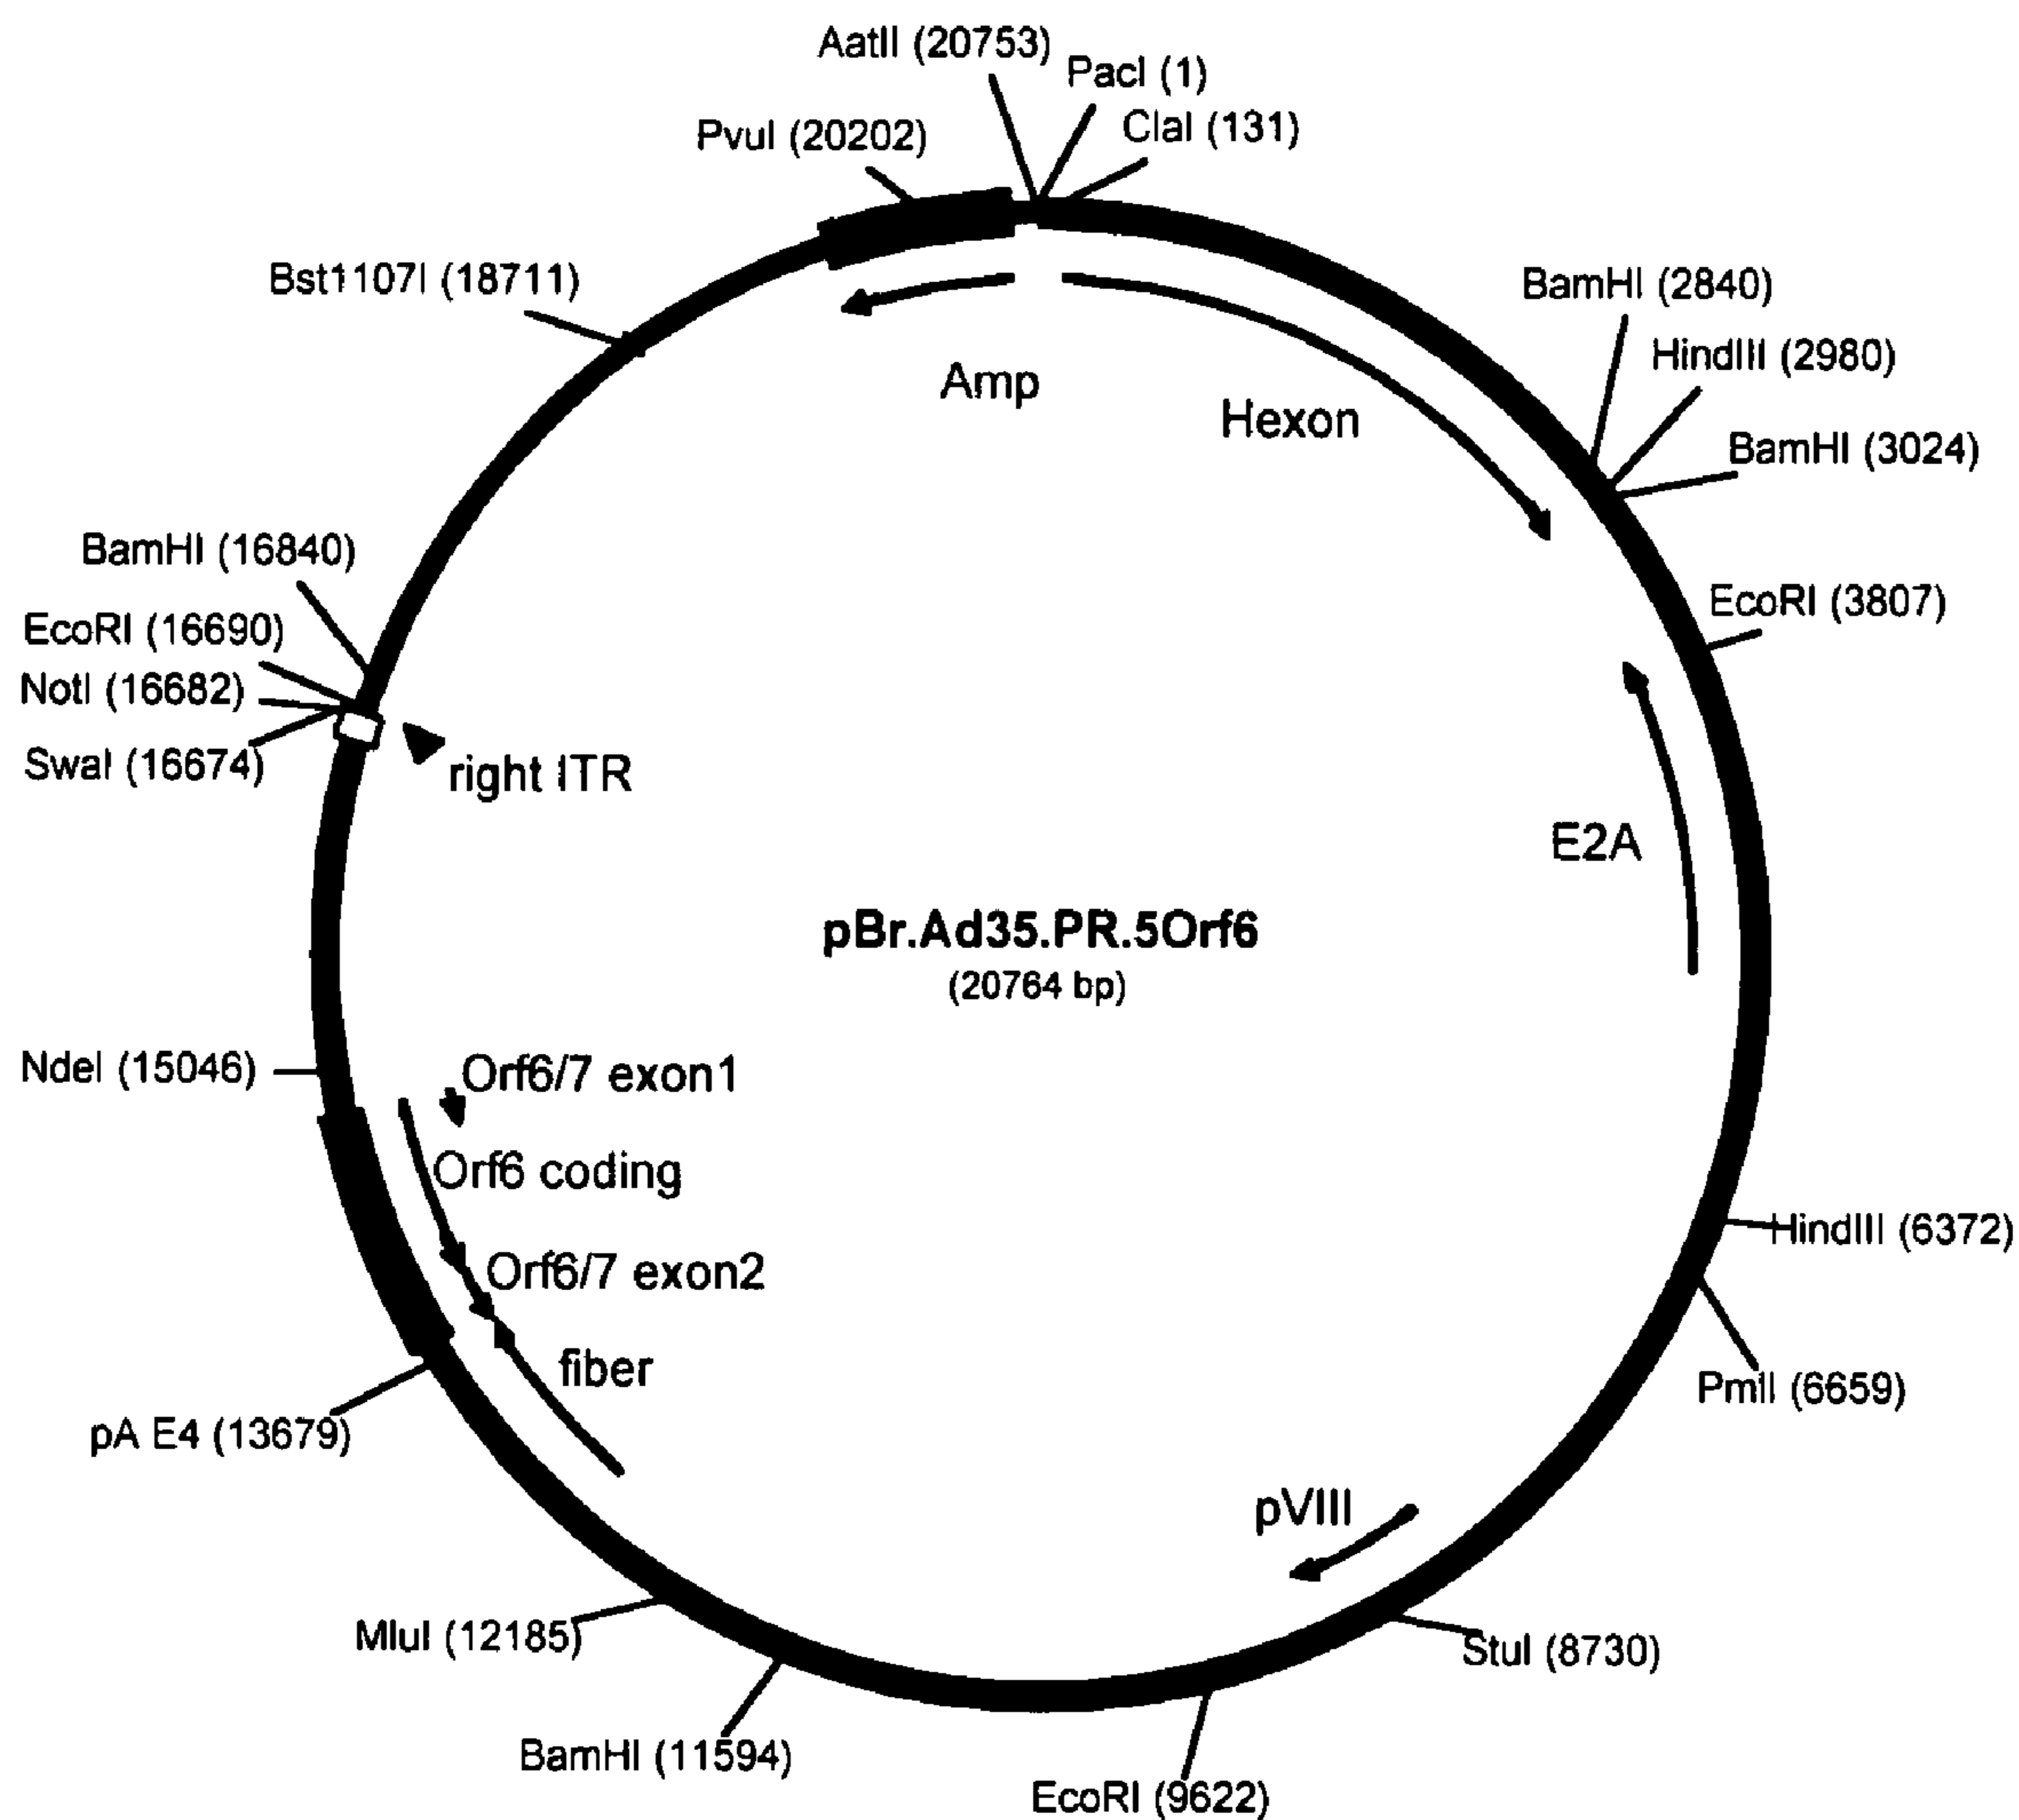 AatII (20753)
PacI (1)
PvuI (20202)
ClaI (131)
Bst1107I (18711)
BamHI (2840)
HindIII (2980)
Amp
Hexon
BamHI (3024)
BamHI (16840)
EcoRI (3807)
EcoRI (16690)
NotI (16682)
SwaI (16674)
right ITR
E2A
pBr.Ad35.PR.5Orf6
(20764 bp)
NdeI (15046)
Orf6/7 exon1
Orf6 coding
HindIII (6372)
Orf6/7 exon2
fiber
PmlI (6659)
pA E4 (13679)
pVIII
MluI (12185)
StuI (8730)
BamHI (11594)
EcoRI (9622)